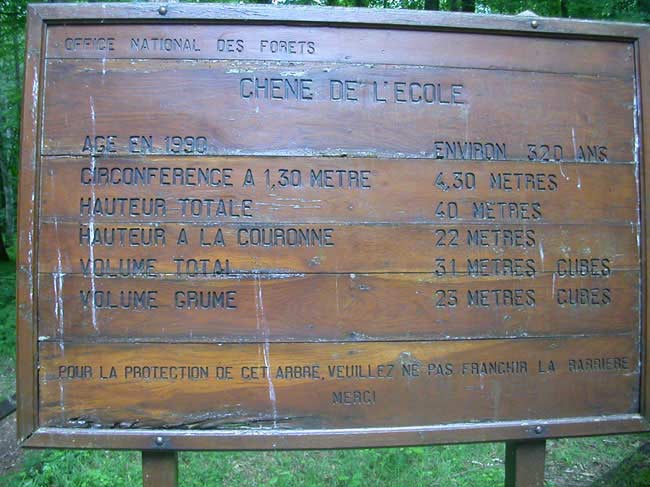 OFFICE NATIONAL DES FORETS
CHENE DE L'ECOLE
AGE EN 1990 ENVIRON 320 ANS
CIRCONFERENCE A 1,30 METRE 4,30 METRES
HAUTEUR TOTALE 40 METRES
HAUTEUR A LA COURONNE 22 METRES
VOLUME TOTAL 31 METRES CUBES
VOLUME GRUME 23 METRES CUBES
POUR LA PROTECTION DE CET ARBRE, VEUILLEZ NE PAS FRANCHIR LA BARRIERE
MERCI